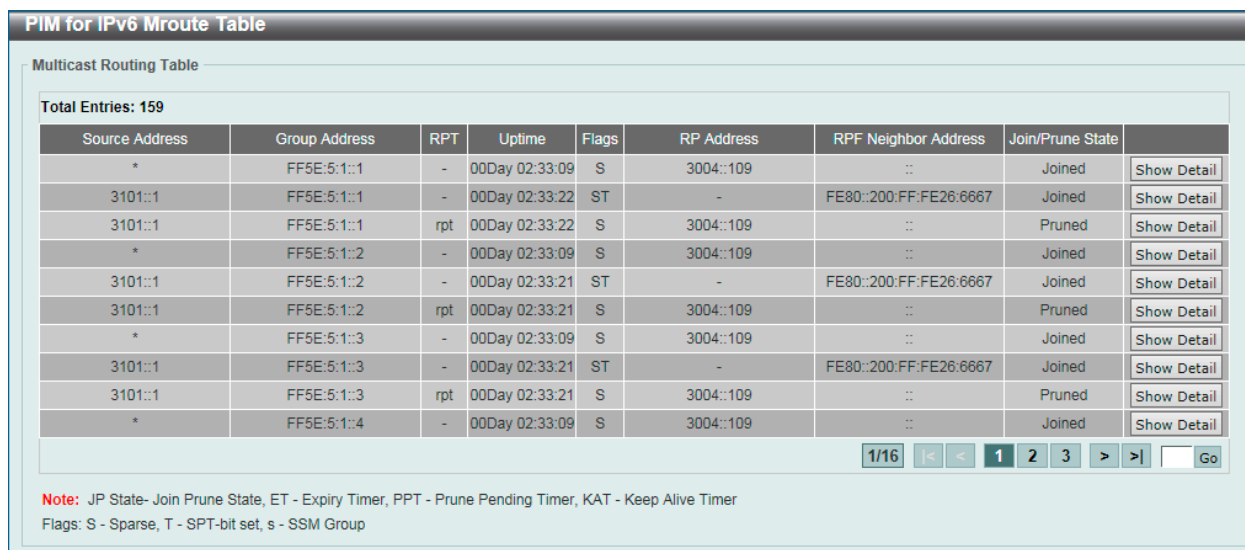 PIM for IPv6 Mroute Table
Multicast Routing Table
Total Entries: 159
Source Address Group Address RPT Uptime Flags RP Address RPF Neighbor Address Join/Prune State
* FF5E:5:1::1 - 00Day 02:33:09 S 3004::109 :: Joined Show Detail
3101::1 FF5E:5:1::1 - 00Day 02:33:22 ST - FE80::200:FF:FE26:6667 Joined Show Detail
3101::1 FF5E:5:1::1 rpt 00Day 02:33:22 S 3004::109 :: Pruned Show Detail
* FF5E:5:1::2 - 00Day 02:33:09 S 3004::109 :: Joined Show Detail
3101::1 FF5E:5:1::2 - 00Day 02:33:21 ST - FE80::200:FF:FE26:6667 Joined Show Detail
3101::1 FF5E:5:1::2 rpt 00Day 02:33:21 S 3004::109 :: Pruned Show Detail
* FF5E:5:1::3 - 00Day 02:33:09 S 3004::109 :: Joined Show Detail
3101::1 FF5E:5:1::3 - 00Day 02:33:21 ST - FE80::200:FF:FE26:6667 Joined Show Detail
3101::1 FF5E:5:1::3 rpt 00Day 02:33:21 S 3004::109 :: Pruned Show Detail
* FF5E:5:1::4 - 00Day 02:33:09 S 3004::109 :: Joined Show Detail
1/16 |< < 1 2 3 > >| Go
Note: JP State- Join Prune State, ET - Expiry Timer, PPT - Prune Pending Timer, KAT - Keep Alive Timer
Flags: S - Sparse, T - SPT-bit set, s - SSM Group